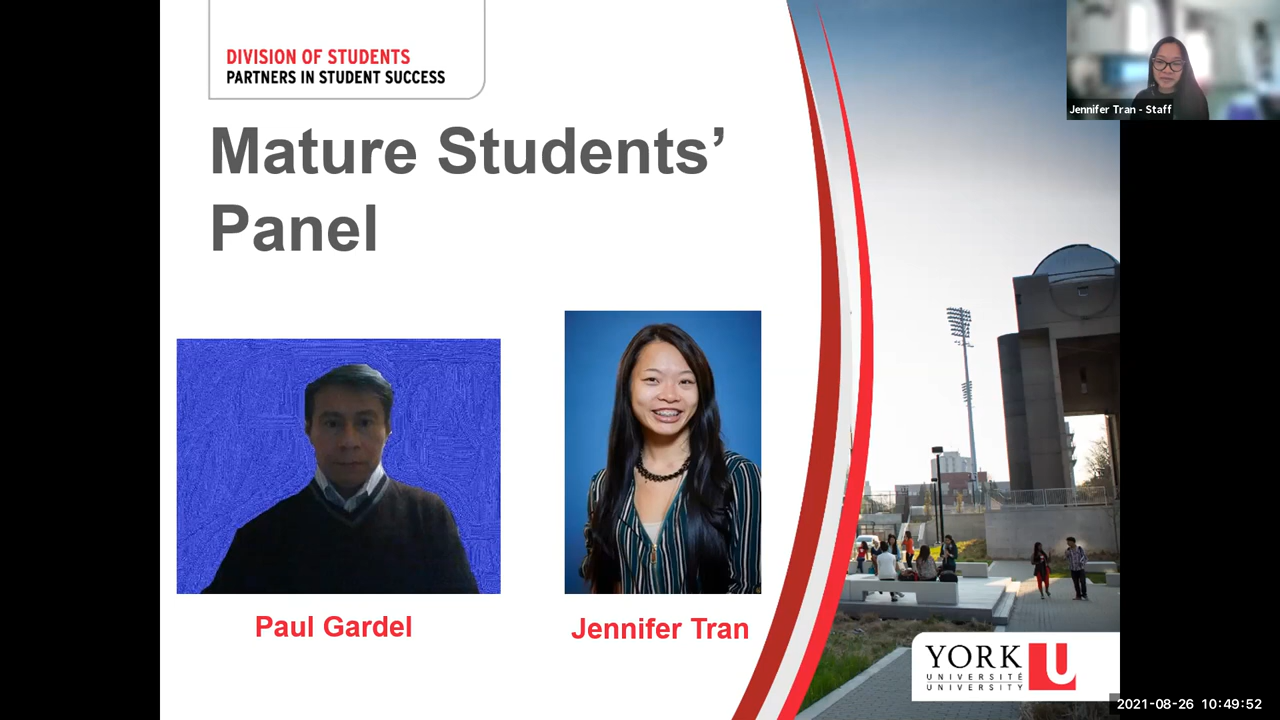 DIVISION OF STUDENTS
PARTNERS IN STUDENT SUCCESS
Jennifer Tran - Staff
Mature Students’
Panel
Paul Gardel
Jennifer Tran
YORK U
UNIVERSITÉ
UNIVERSITY
2021-08-26 10:49:52